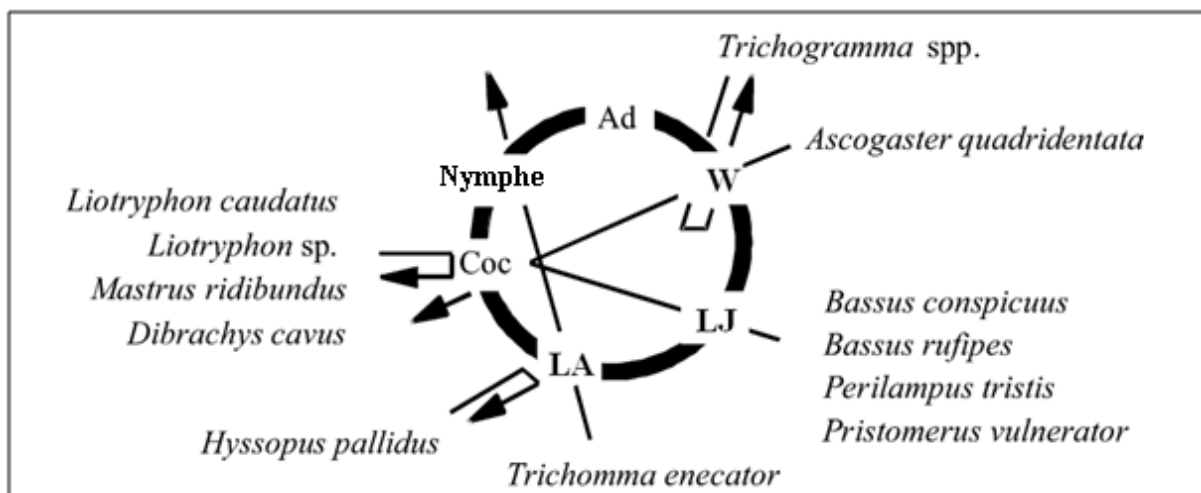 Trichogramma spp.
Ad
Ascogaster quadridentata
Nymphe
W
Liotryphon caudatus
Liotryphon sp.
Coc
Mastrus ridibundus
Dibrachys cavus
LJ
Bassus conspicuus
Bassus rufipes
Perilampus tristis
Pristomerus vulnerator
LA
Hyssopus pallidus
Trichomma enecator